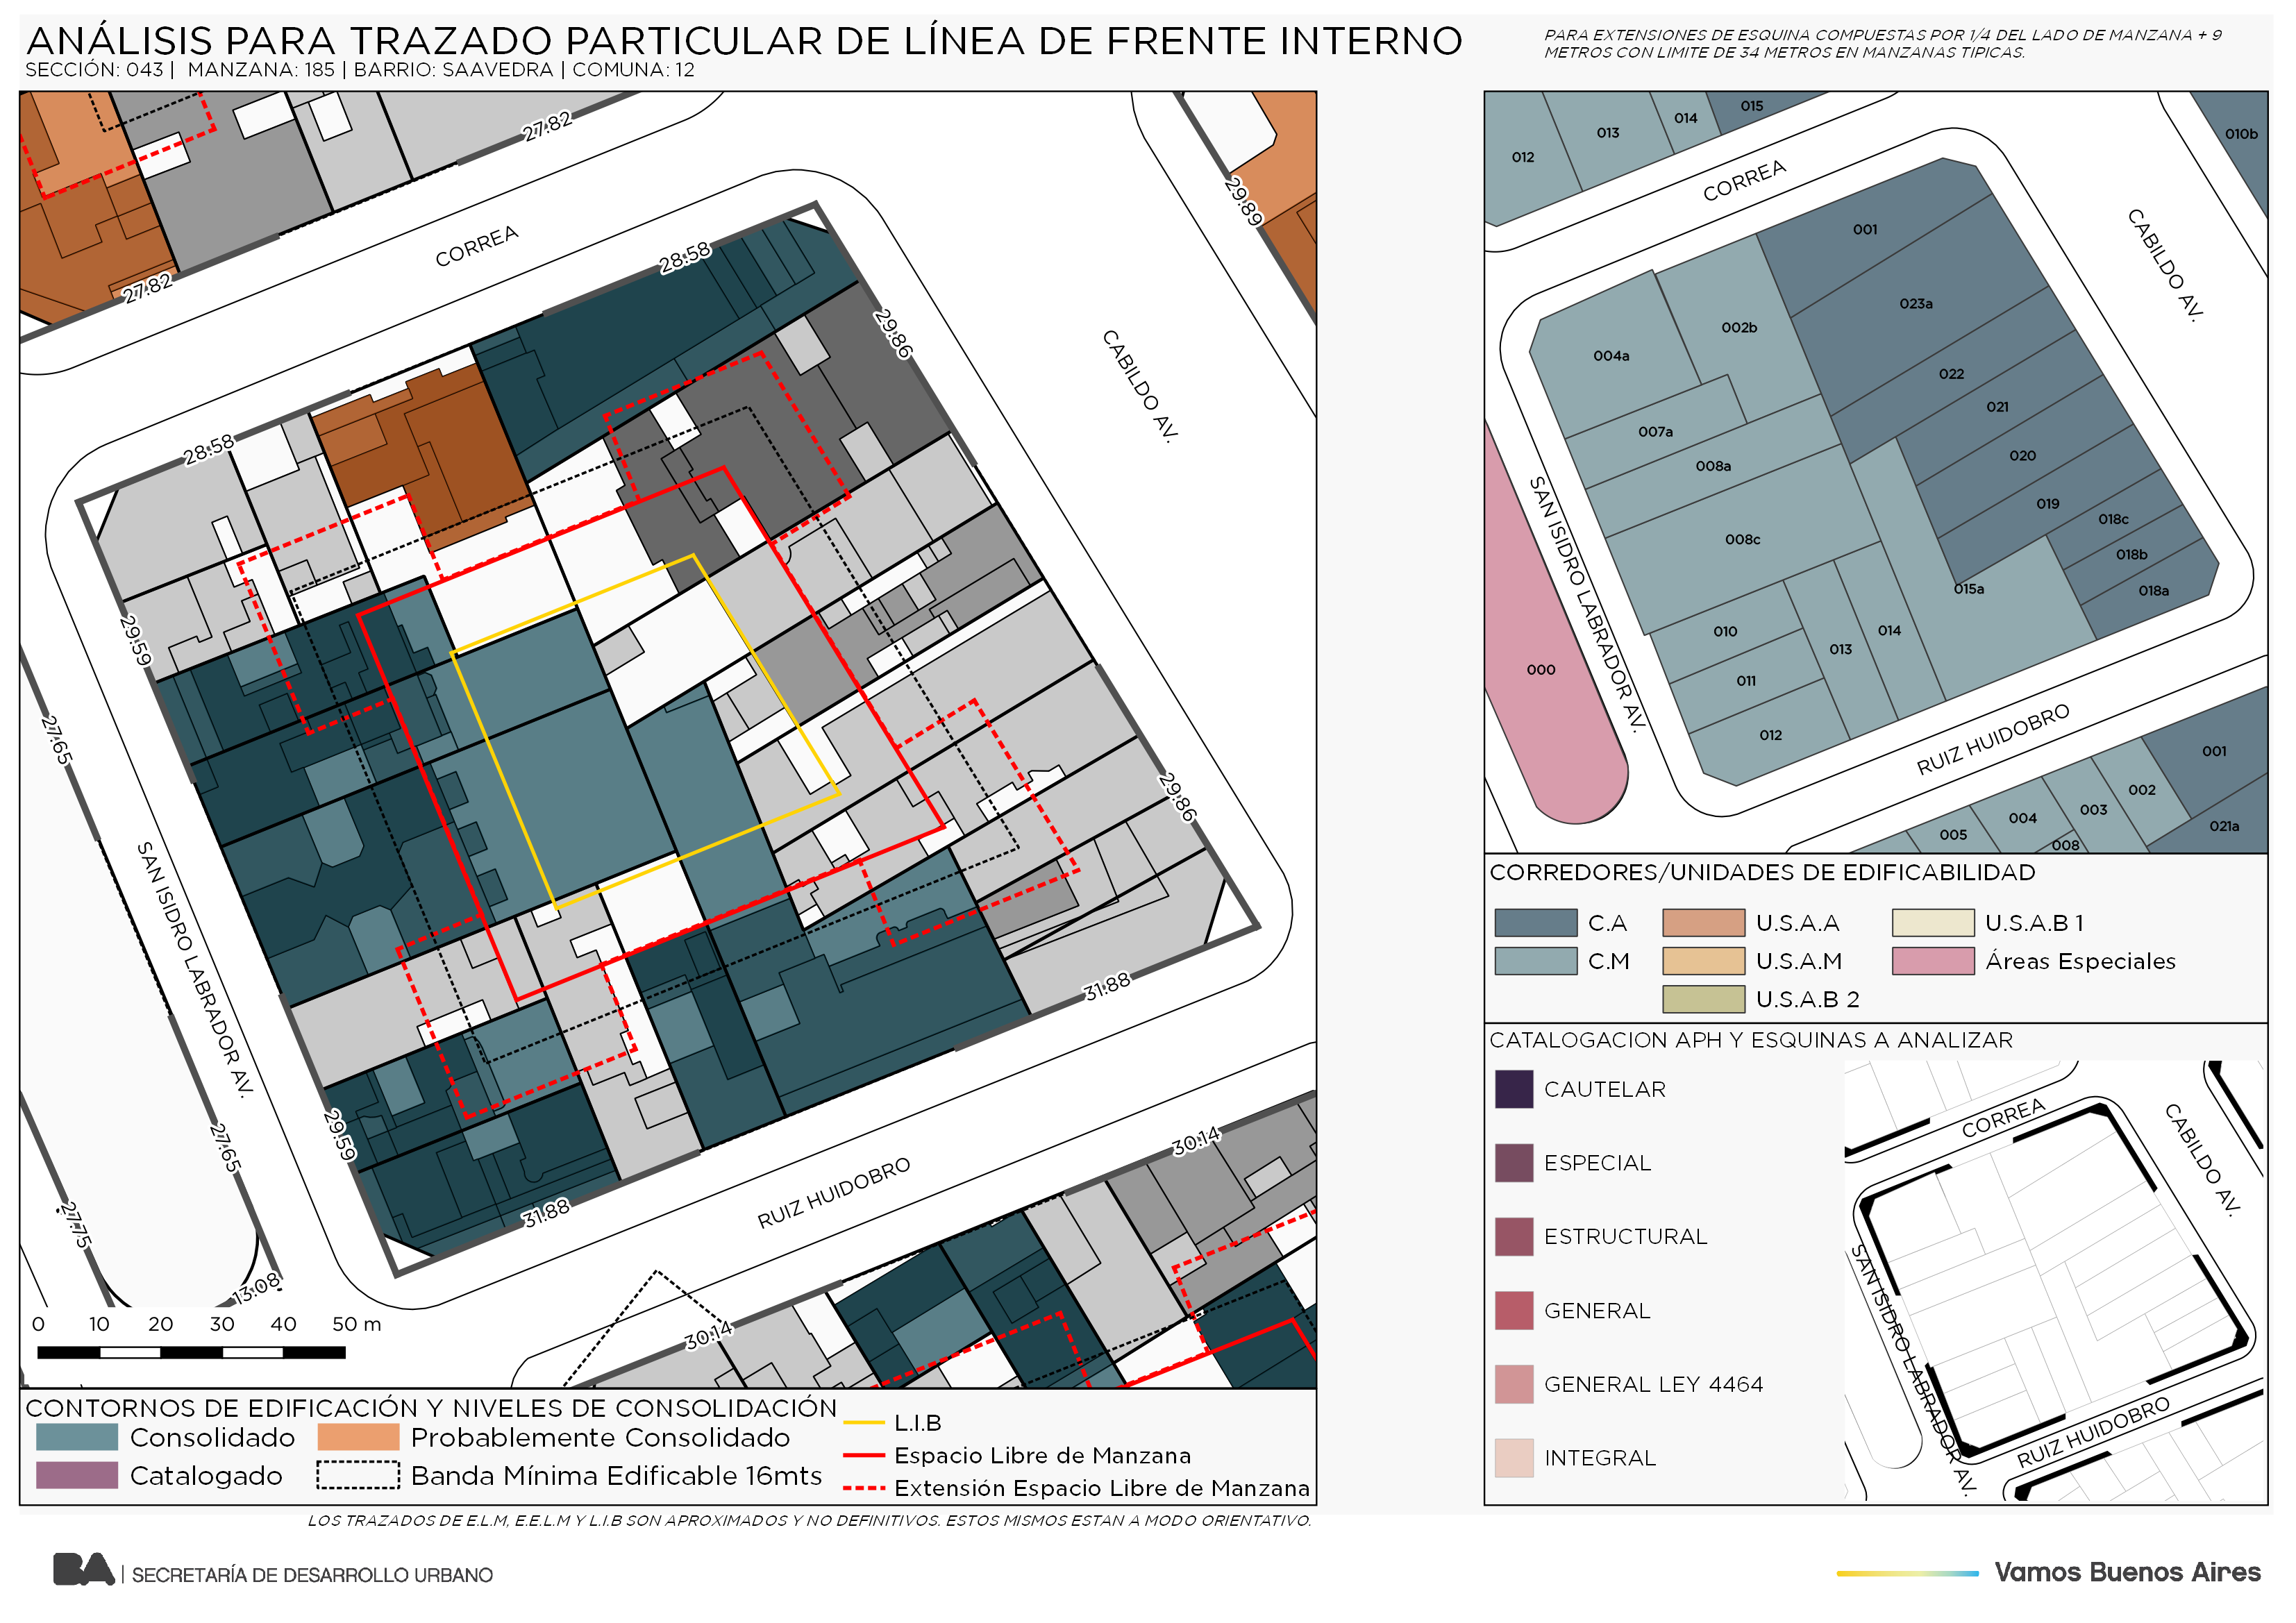 ANÁLISIS PARA TRAZADO PARTICULAR DE LÍNEA DE FRENTE INTERNO
SECCIÓN: 043 | MANZANA: 185 | BARRIO: SAAVEDRA | COMUNA: 12
PARA EXTENSIONES DE ESQUINA COMPUESTAS POR 1/4 DEL LADO DE MANZANA + 9
METROS CON LIMITE DE 34 METROS EN MANZANAS TIPICAS.
27.82
27.82
CORREA
28.58
28.58
29.89
29.86
CABILDO AV.
29.59
27.65
SAN ISIDRO LABRADOR AV.
29.86
31.88
29.59
27.65
27.75
13.08
31.88
RUIZ HUIDOBRO
30.14
30.14
0 10 20 30 40 50 m
CONTORNOS DE EDIFICACIÓN Y NIVELES DE CONSOLIDACIÓN
Consolidado
Probablemente Consolidado
Catalogado
Banda Mínima Edificable 16mts
L.I.B
Espacio Libre de Manzana
Extensión Espacio Libre de Manzana
LOS TRAZADOS DE E.L.M, E.E.L.M Y L.I.B SON APROXIMADOS Y NO DEFINITIVOS. ESTOS MISMOS ESTAN A MODO ORIENTATIVO.
012
013
014
015
010b
CORREA
CABILDO AV.
001
023a
002b
004a
022
021
007a
008a
020
019
018c
008c
018b
015a
018a
010
014
013
011
012
000
SAN ISIDRO LABRADOR AV.
RUIZ HUIDOBRO
001
002
003
004
005
008
021a
CORREDORES/UNIDADES DE EDIFICABILIDAD
C.A
U.S.A.A
U.S.A.B 1
C.M
U.S.A.M
Áreas Especiales
U.S.A.B 2
CATALOGACION APH Y ESQUINAS A ANALIZAR
CAUTELAR
ESPECIAL
ESTRUCTURAL
GENERAL
GENERAL LEY 4464
INTEGRAL
CORREA
CABILDO AV.
SAN ISIDRO LABRADOR AV.
RUIZ HUIDOBRO
BA | SECRETARÍA DE DESARROLLO URBANO
Vamos Buenos Aires